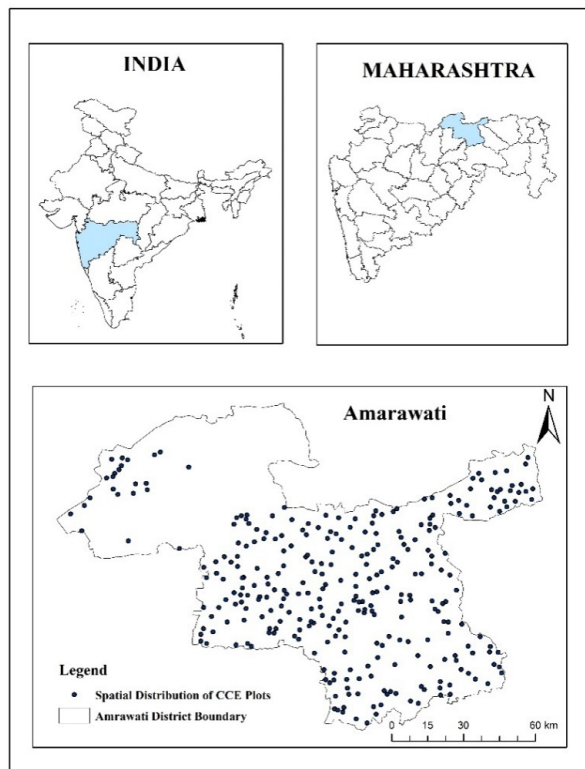 INDIA
MAHARASHTRA
Amarawati
N
Legend
Spatial Distribution of CCE Plots
Amrawati District Boundary
0 15 30 60 km